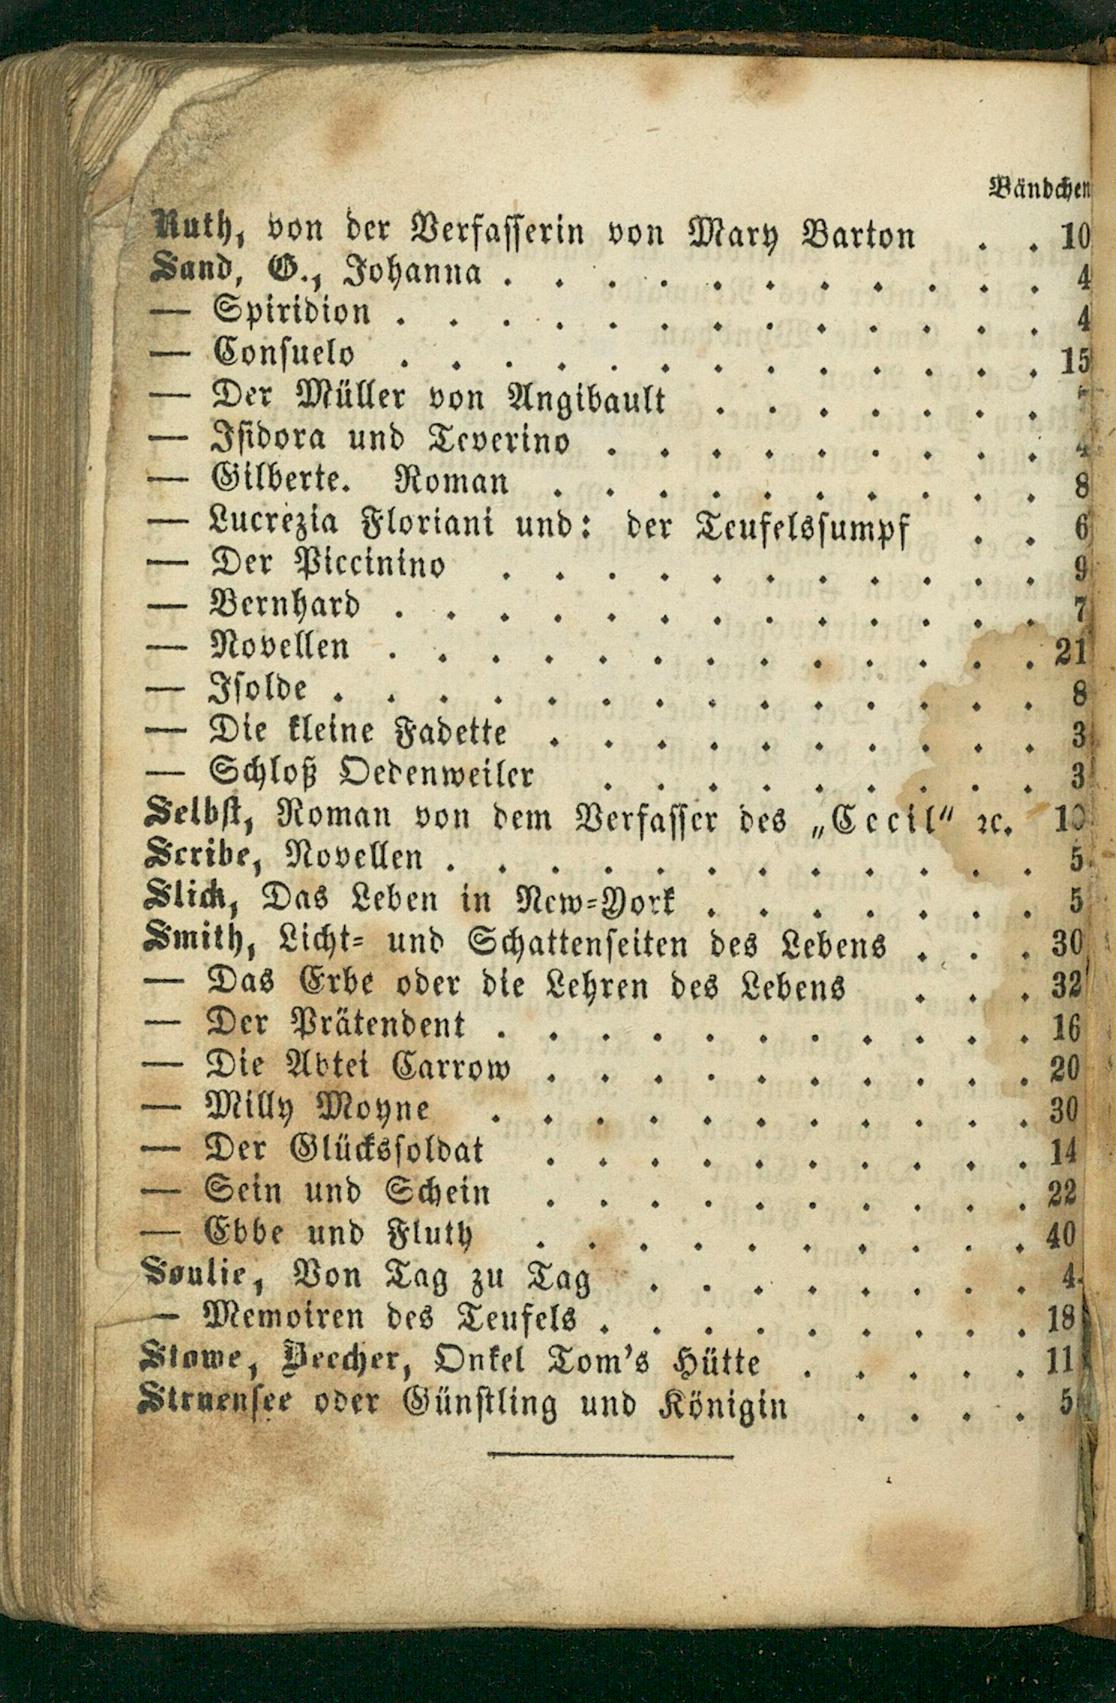 Bändchen
Ruth, von der Verfasserin von Mary Barton . . 10
Sand, G., Johanna . . . . . . . . . . . 4
— Spiridion . . . . . . . . . . . . . 4
— Consuelo . . . . . . . . . . . . . 15
— Der Müller von Angibault . . . . . . .
— Isidora und Teverino . . . . . . . . . 4
— Gilberte. Roman . . . . . . . . . . 8
— Lucrezia Floriani und: der Teufelssumpf . . 6
— Der Piccinino . . . . . . . . . . . 9
— Bernhard . . . . . . . . . . . . . 7
— Novellen . . . . . . . . . . . . . 21
— Isolde . . . . . . . . . . . . . . 8
— Die kleine Fadette . . . . . . . . . . 3
— Schloß Oedenweiler . . . . . . . . . 3
Selbst, Roman von dem Verfasser des „Cecil“ ꝛc. 10
Scribe, Novellen . . . . . . . . . . . . 5
Slick, Das Leben in New-York . . . . . . . 5
Smith, Licht- und Schattenseiten des Lebens . . . 30
— Das Erbe oder die Lehren des Lebens . . . 32
— Der Prätendent . . . . . . . . . . . 16
— Die Abtei Carrow . . . . . . . . . . 20
— Milly Moyne . . . . . . . . . . . 30
— Der Glückssoldat . . . . . . . . . . 14
— Sein und Schein . . . . . . . . . . 22
— Ebbe und Fluth . . . . . . . . . . 40
Soulie, Von Tag zu Tag . . . . . . . . 4
— Memoiren des Teufels . . . . . . . . . 18
Stowe, Beecher, Onkel Tom's Hütte . . . . . 11
Struensee oder Günstling und Königin . . . . 5